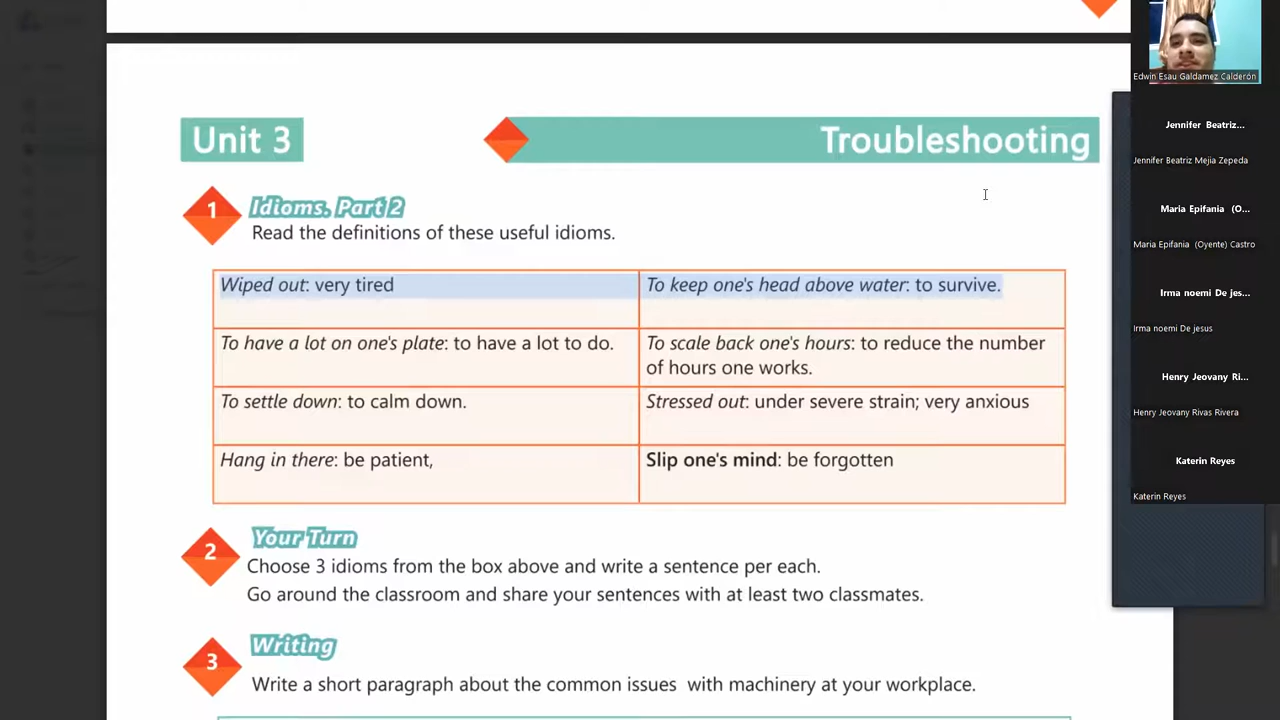 Unit 3
Troubleshooting
1
Idioms. Part 2
Read the definitions of these useful idioms.
Wiped out: very tired
To keep one's head above water: to survive.
To have a lot on one's plate: to have a lot to do.
To scale back one's hours: to reduce the number
of hours one works.
To settle down: to calm down.
Stressed out: under severe strain; very anxious
Hang in there: be patient,
Slip one's mind: be forgotten
2
Your Turn
Choose 3 idioms from the box above and write a sentence per each.
Go around the classroom and share your sentences with at least two classmates.
3
Writing
Write a short paragraph about the common issues  with machinery at your workplace.
Edwin Esau Galdamez Calderón
Jennifer Beatriz...
Jennifer Beatriz Mejia Zepeda
Maria Epifania (O...
Maria Epifania (Oyente) Castro
Irma noemi De jes...
Irma noemi De jesus
Henry Jeovany Ri...
Henry Jeovany Rivas Rivera
Katerin Reyes
Katerin Reyes